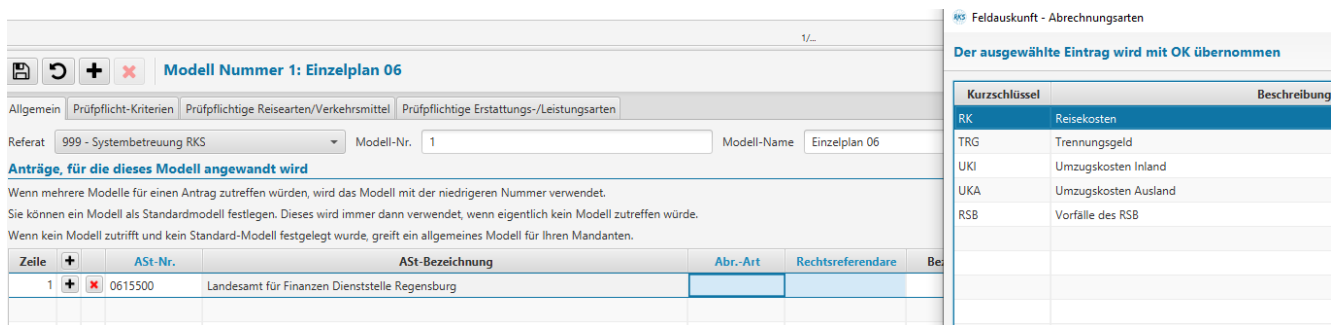 1/...
Modell Nummer 1: Einzelplan 06
Allgemein Prüfpflicht-Kriterien Prüfpflichtige Reisearten/Verkehrsmittel Prüfpflichtige Erstattungs-/Leistungsarten
Referat 999 - Systembetreuung RKS Modell-Nr. 1 Modell-Name Einzelplan 06
Anträge, für die dieses Modell angewandt wird
Wenn mehrere Modelle für einen Antrag zutreffen würden, wird das Modell mit der niedrigeren Nummer verwendet.
Sie können ein Modell als Standardmodell festlegen. Dieses wird immer dann verwendet, wenn eigentlich kein Modell zutreffen würde.
Wenn kein Modell zutrifft und kein Standard-Modell festgelegt wurde, greift ein allgemeines Modell für Ihren Mandanten.
Zeile ASt-Nr. ASt-Bezeichnung Abr.-Art Rechtsreferendare Bez
1 0615500 Landesamt für Finanzen Dienststelle Regensburg
RKS Feldauskunft - Abrechnungsarten
Der ausgewählte Eintrag wird mit OK übernommen
Kurzschlüssel Beschreibung
RK Reisekosten
TRG Trennungsgeld
UKI Umzugskosten Inland
UKA Umzugskosten Ausland
RSB Vorfälle des RSB